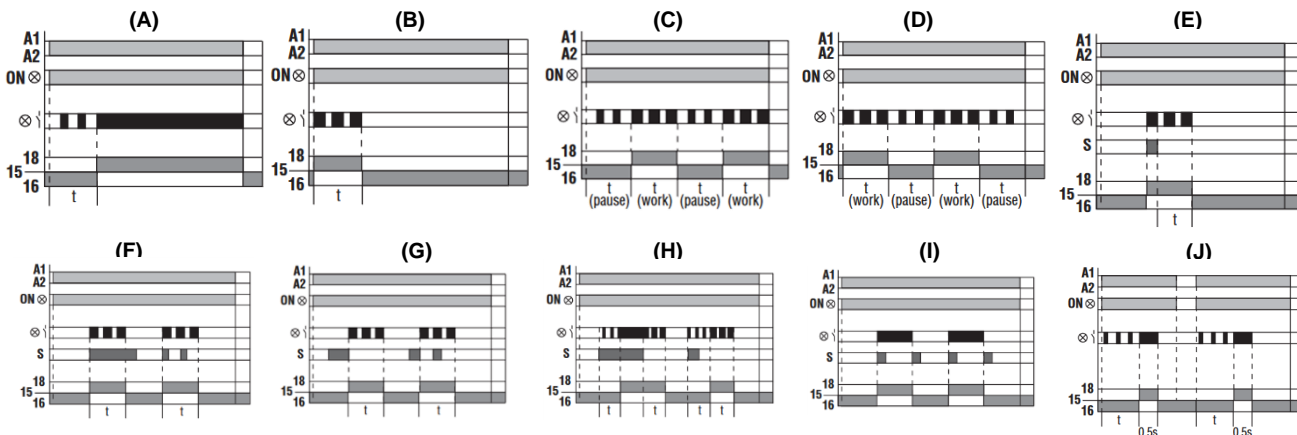 (A)
A1
A2
ON
18
15
16
t
(B)
A1
A2
ON
18
15
16
t
(C)
A1
A2
ON
18
15
16
t t t t
(pause) (work) (pause) (work)
(D)
A1
A2
ON
18
15
16
t t t t
(work) (pause) (work) (pause)
(E)
A1
A2
ON
S
18
15
16
t
(F)
A1
A2
ON
S
18
15
16
t t
(G)
A1
A2
ON
S
18
15
16
t t
(H)
A1
A2
ON
S
18
15
16
t t t t
(I)
A1
A2
ON
S
18
15
16
(J)
A1
A2
ON
18
15
16
t t
0.5s 0.5s